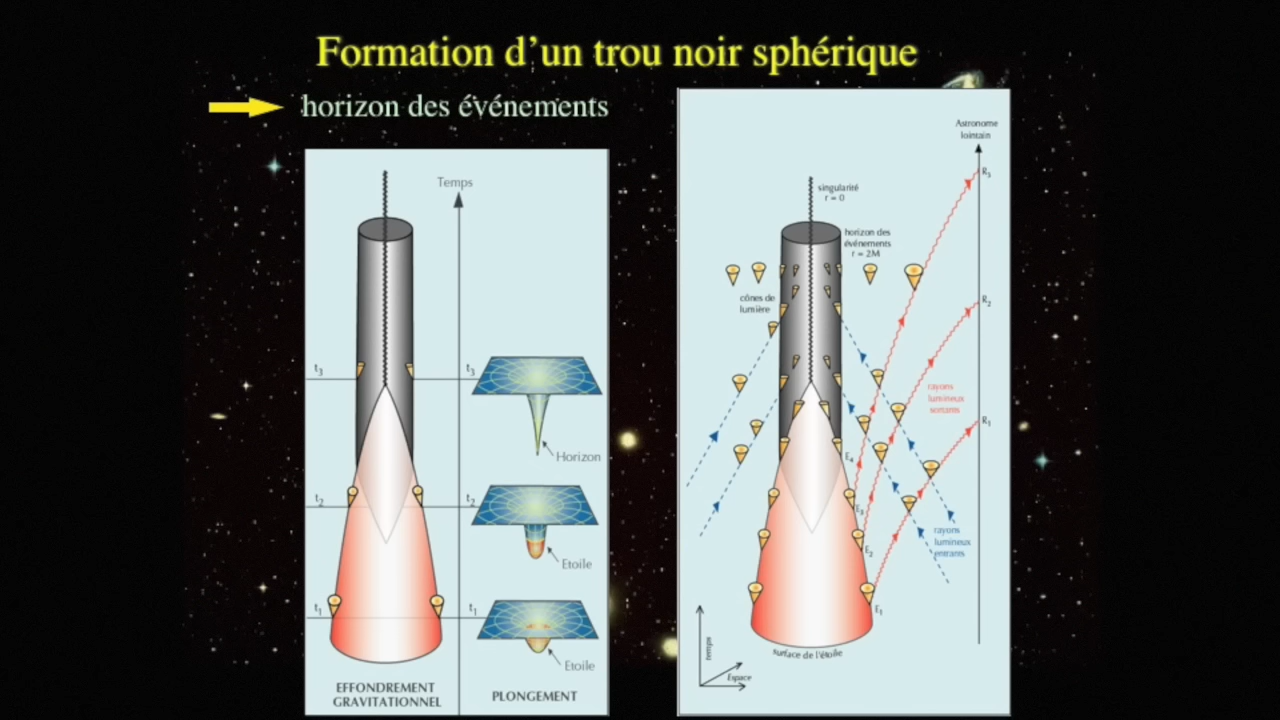 Formation d’un trou noir sphérique
horizon des événements
Temps
t3
t3
Horizon
t2
t2
Etoile
t1
t1
Etoile
EFFONDREMENT
GRAVITATIONNEL
PLONGEMENT
Astronome
lointain
R3
singularité
r = 0
horizon des
événements
r = 2M
cônes de
lumière
R2
rayons
lumineux
sortants
R1
E4
E3
rayons
lumineux
entrants
E2
E1
surface de l'étoile
temps
Espace